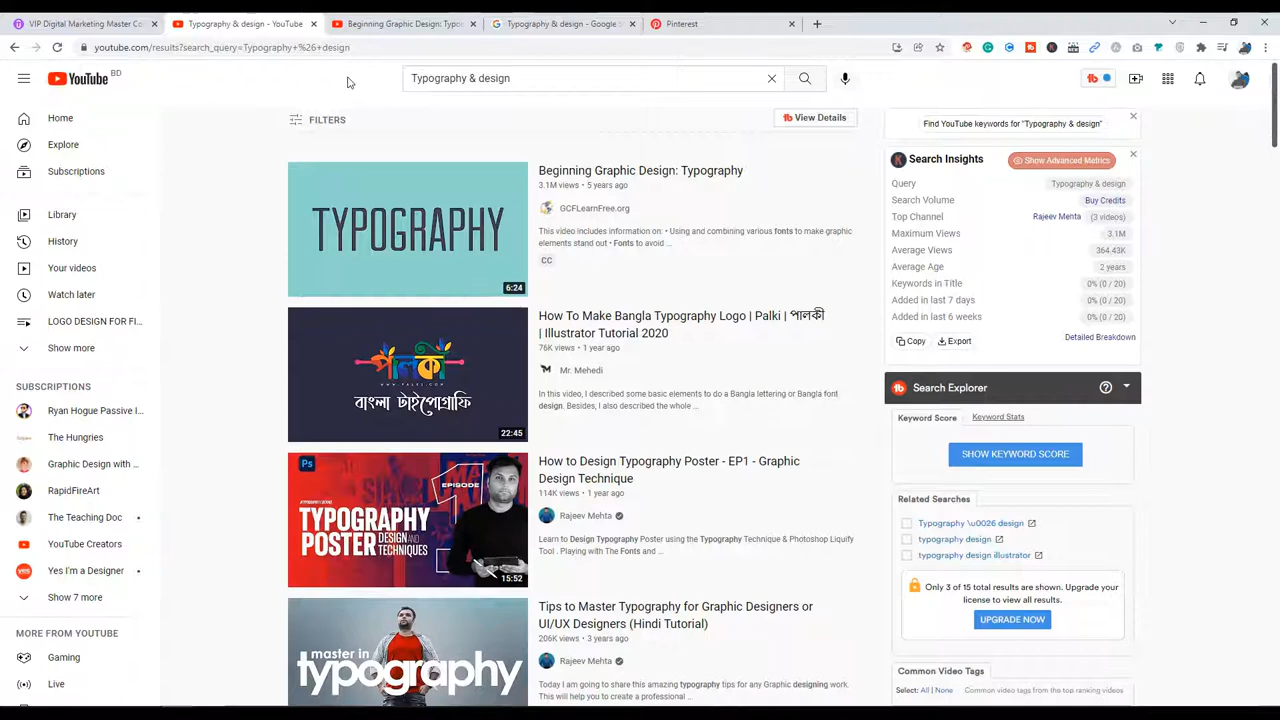 VIP Digital Marketing Master Co
Typography & design - YouTube
Beginning Graphic Design: Typo
Typography & design - Google S
Pinterest
youtube.com/results?search_query=Typography+%26+design
YouTube BD
Typography & design
Home
Explore
Subscriptions
Library
History
Your videos
Watch later
LOGO DESIGN FOR FI...
Show more
SUBSCRIPTIONS
Ryan Hogue Passive i...
The Hungries
Graphic Design with ...
RapidFireArt
The Teaching Doc
YouTube Creators
Yes I'm a Designer
Show 7 more
MORE FROM YOUTUBE
Gaming
Live
FILTERS
View Details
TYPOGRAPHY
6:24
Beginning Graphic Design: Typography
3.1M views • 5 years ago
GCFLearnFree.org
This video includes information on: • Using and combining various fonts to make graphic
elements stand out • Fonts to avoid ...
CC
পালকী
বাংলা টাইপোগ্রাফি
22:45
How To Make Bangla Typography Logo | Palki | পালকী
| Illustrator Tutorial 2020
76K views • 1 year ago
Mr. Mehedi
In this video, I described some basic elements to do a Bangla lettering or Bangla font
design. Besides, I also described the whole ...
Ps
EPISODE
1
TYPOGRAPHY
POSTER DESIGN AND TECHNIQUES
15:52
How to Design Typography Poster - EP1 - Graphic
Design Technique
114K views • 1 year ago
Rajeev Mehta
Learn to Design Typography Poster using the Typography Technique & Photoshop Liquify
Tool . Playing with The Fonts and ...
master in
typography
Tips to Master Typography for Graphic Designers or
UI/UX Designers (Hindi Tutorial)
206K views • 3 years ago
Rajeev Mehta
Today I am going to share this amazing typography tips for any Graphic designing work.
This will help you to create a professional ...
Find YouTube keywords for "Typography & design"
Search Insights
Show Advanced Metrics
Query Typography & design
Search Volume Buy Credits
Top Channel Rajeev Menta (3 videos)
Maximum Views 3.1M
Average Views 364.43K
Average Age 2 years
Keywords in Title 0% (0 / 20)
Added in last 7 days 0% (0 / 20)
Added in last 6 weeks 0% (0 / 20)
Copy Export Detailed Breakdown
Search Explorer
Keyword Score Keyword Stats
SHOW KEYWORD SCORE
Related Searches
Typography \u0026 design
typography design
typography design illustrator
Only 3 of 15 total results are shown. Upgrade your
license to view all results.
UPGRADE NOW
Common Video Tags
Select: All | None Common video tags from the top ranking videos